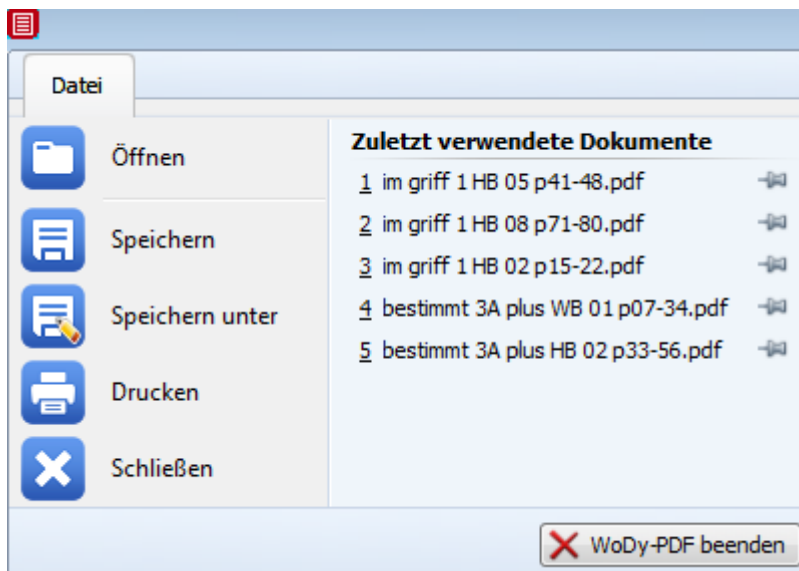 Datei
Öffnen
Speichern
Speichern unter
Drucken
Schließen
Zuletzt verwendete Dokumente
1 im griff 1 HB 05 p41-48.pdf
2 im griff 1 HB 08 p71-80.pdf
3 im griff 1 HB 02 p15-22.pdf
4 bestimmt 3A plus WB 01 p07-34.pdf
5 bestimmt 3A plus HB 02 p33-56.pdf
WoDy-PDF beenden